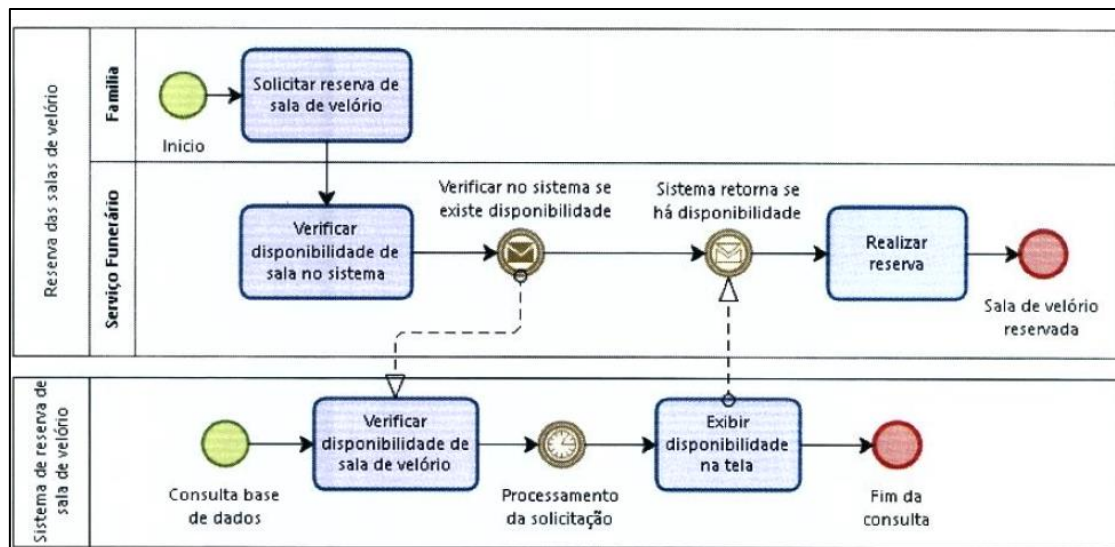 Reserva das salas de velório
Familia
Inicio
Solicitar reserva de
sala de velório
Serviço Funerário
Verificar
disponibilidade de
sala no sistema
Verificar no sistema se
existe disponibilidade
Sistema retorna se
há disponibilidade
Realizar
reserva
Sala de velório
reservada
Sistema de reserva de
sala de velório
Consulta base
de dados
Verificar
disponibilidade de
sala de velório
Processamento
da solicitação
Exibir
disponibilidade
na tela
Fim da
consulta